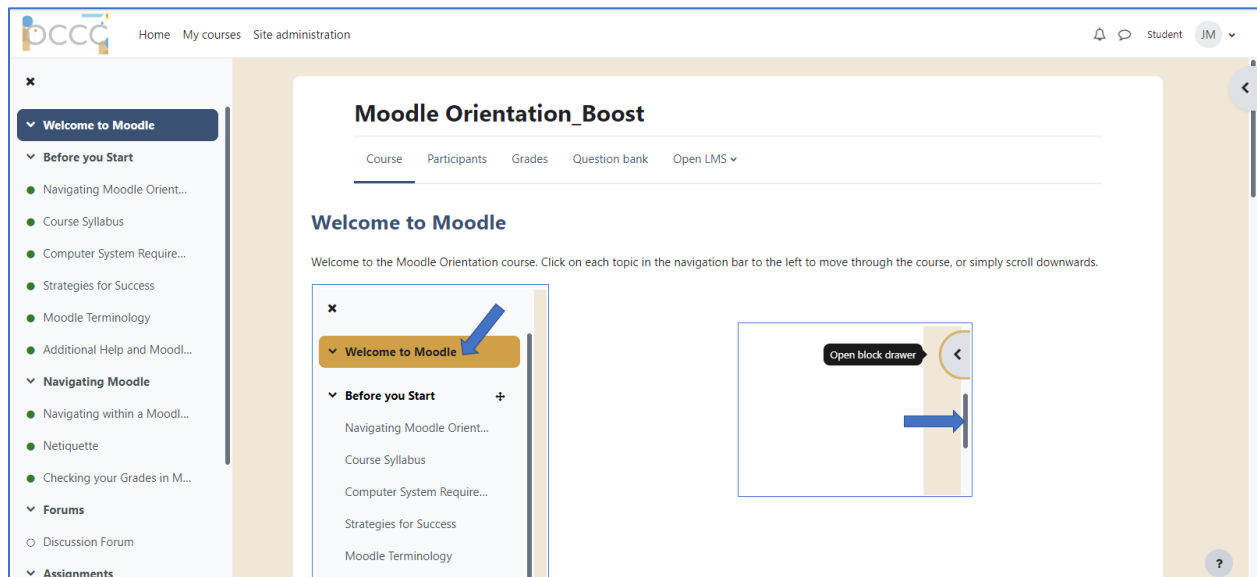 pccc
Home My courses Site administration
Student JM
Welcome to Moodle
Before you Start
Navigating Moodle Orient...
Course Syllabus
Computer System Require...
Strategies for Success
Moodle Terminology
Additional Help and Moodl...
Navigating Moodle
Navigating within a Moodl...
Netiquette
Checking your Grades in M...
Forums
Discussion Forum
Assignments
Moodle Orientation_Boost
Course Participants Grades Question bank Open LMS
Welcome to Moodle
Welcome to the Moodle Orientation course. Click on each topic in the navigation bar to the left to move through the course, or simply scroll downwards.
Welcome to Moodle
Before you Start
Navigating Moodle Orient...
Course Syllabus
Computer System Require...
Strategies for Success
Moodle Terminology
Open block drawer
?